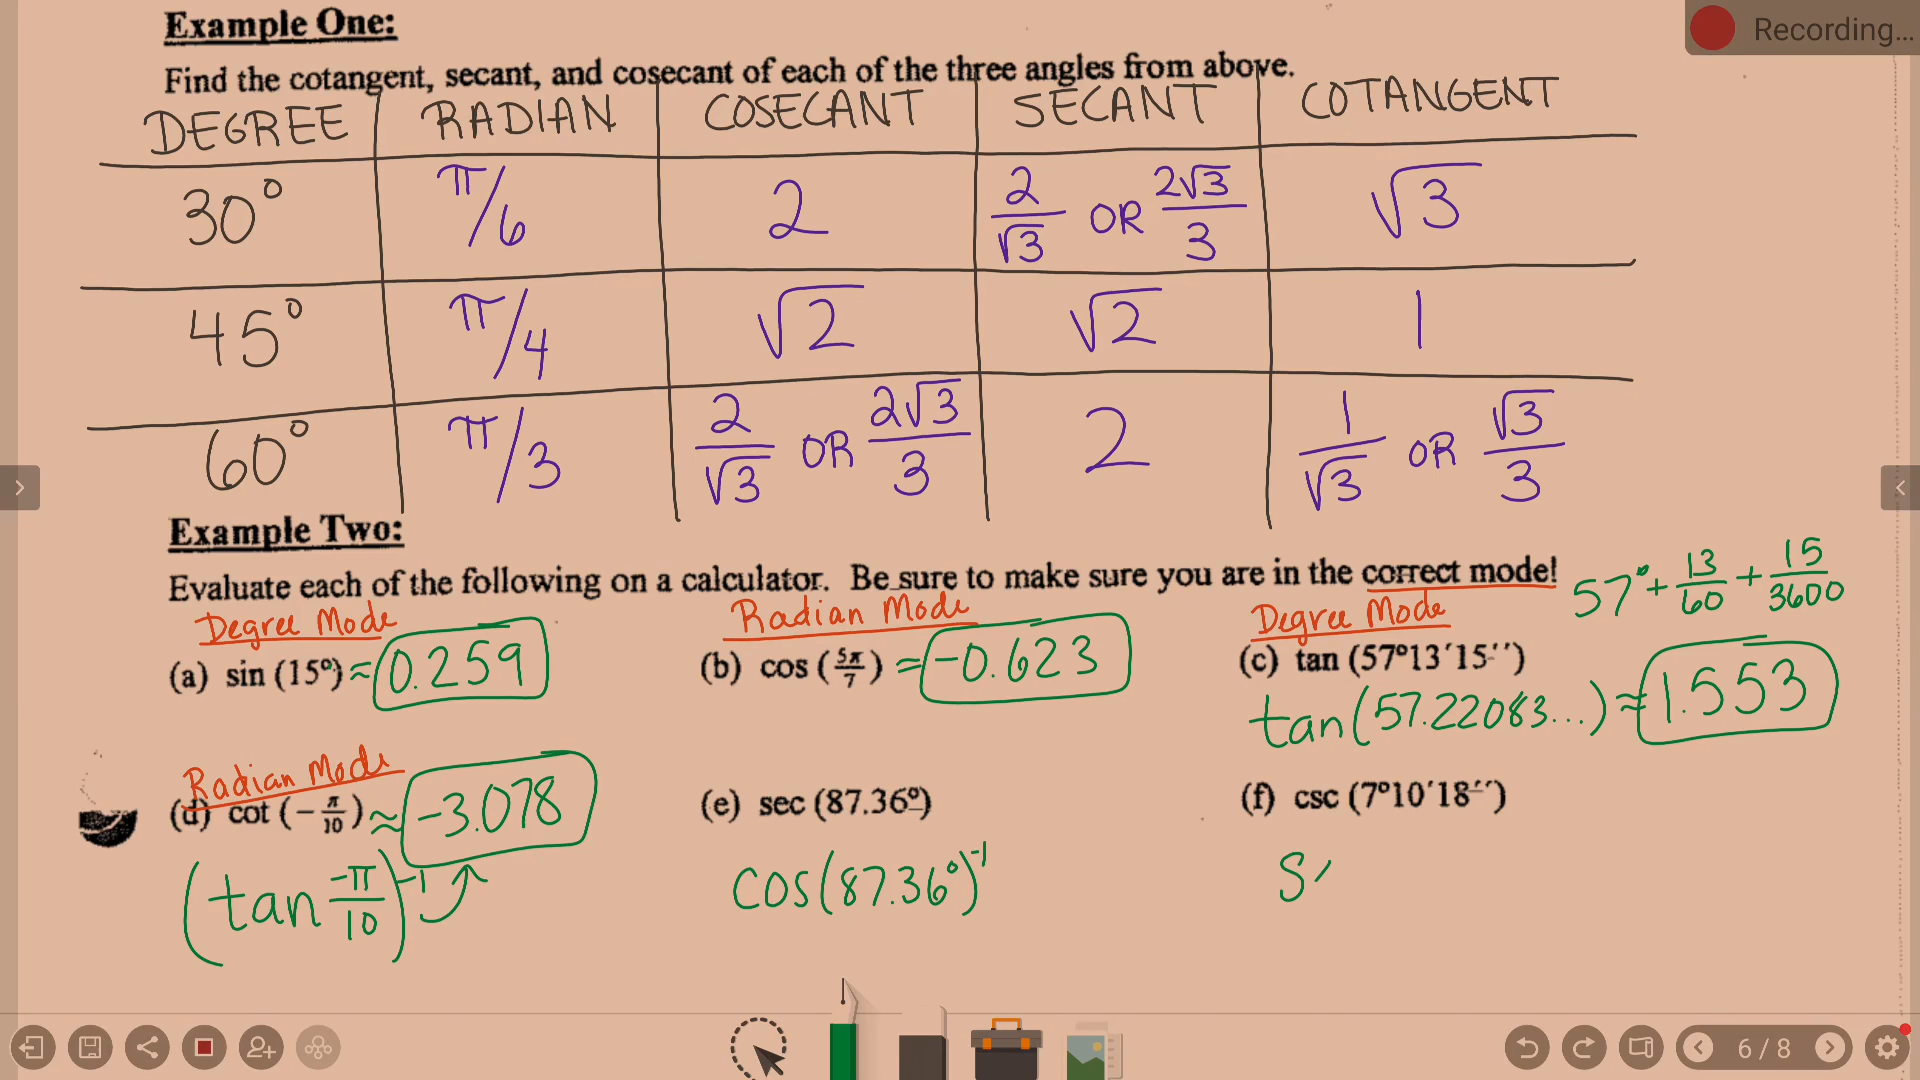 Recording...
Example One:
Find the cotangent, secant, and cosecant of each of the three angles from above.
DEGREE RADIAN COSECANT SECANT COTANGENT
30° π/6 2 2/√3 OR 2√3/3 √3
45° π/4 √2 √2 1
60° π/3 2/√3 OR 2√3/3 2 1/√3 OR √3/3
Example Two:
Evaluate each of the following on a calculator. Be sure to make sure you are in the correct mode!
57° + 13/60 + 15/3600
Degree Mode Radian Mode Degree Mode
(a) sin (15°) ≈ 0.259 (b) cos (5π/7) ≈ -0.623 (c) tan (57°13´15´´)
tan(57.22083...) ≈ 1.553
Radian Mode
(d) cot (-π/10) ≈ -3.078 (e) sec (87.36°) (f) csc (7°10´18´´)
(tan -π/10)⁻¹ cos(87.36°)⁻¹ S
6 / 8